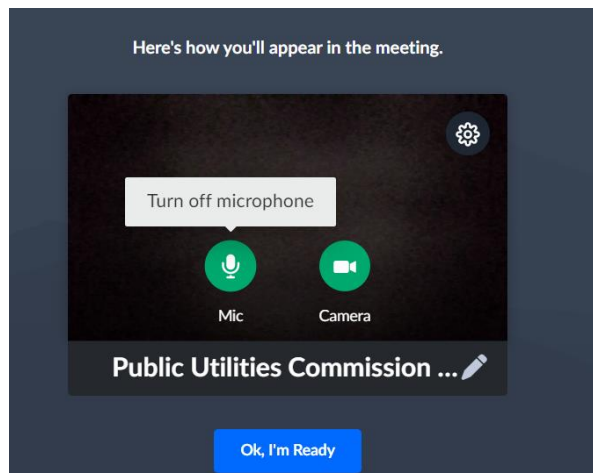 Here's how you'll appear in the meeting.
Turn off microphone
Mic Camera
Public Utilities Commission ...
Ok, I'm Ready